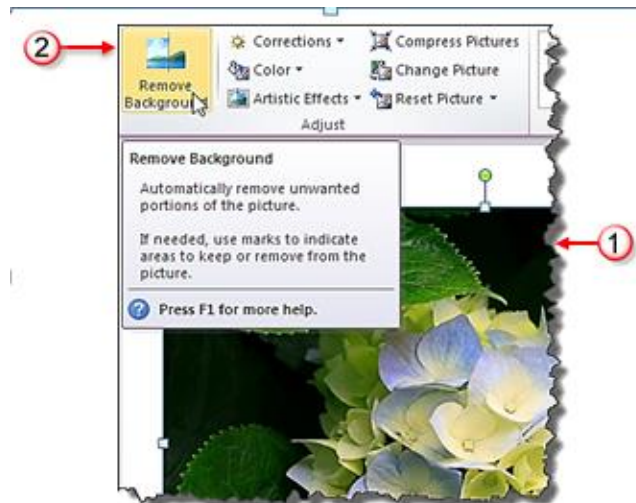 2
Remove
Background
Corrections
Compress Pictures
Color
Change Picture
Artistic Effects
Reset Picture
Adjust
Remove Background
Automatically remove unwanted
portions of the picture.
If needed, use marks to indicate
areas to keep or remove from the
picture.
Press F1 for more help.
1